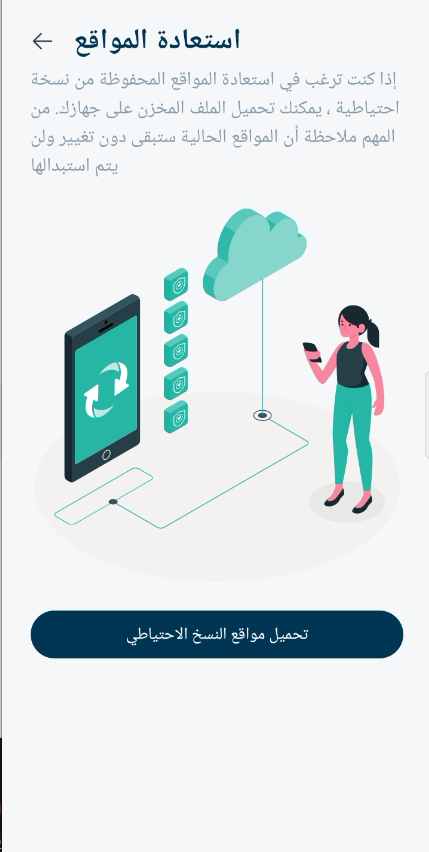 استعادة المواقع
إذا كنت ترغب في استعادة المواقع المحفوظة من نسخة
احتياطية ، يمكنك تحميل الملف المخزن على جهازك. من
المهم ملاحظة أن المواقع الحالية ستبقى دون تغيير ولن
يتم استبدالها
تحميل مواقع النسخ الاحتياطي